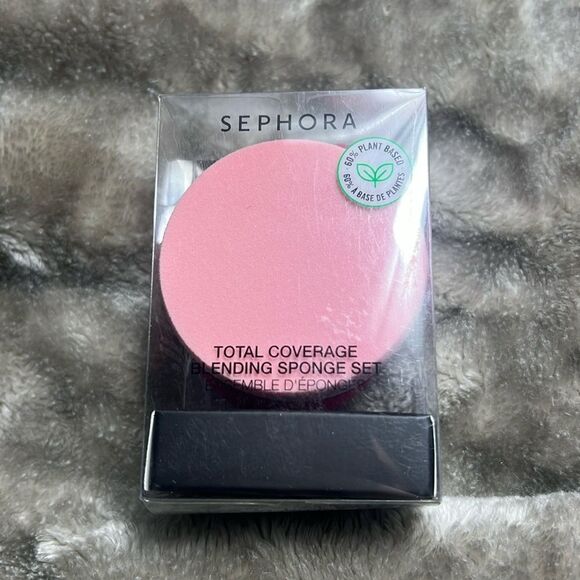 SEPHORA
60% PLANT BASED
60% À BASE DE PLANTES
TOTAL COVERAGE
BLENDING SPONGE SET
ENSEMBLE D'ÉPONGES